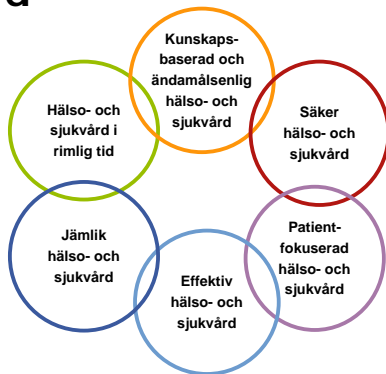 Kunskaps-
baserad och
ändamålsenlig
hälso- och
sjukvård
Hälso- och
sjukvård i
rimlig tid
Säker
hälso- och
sjukvård
Jämlik
hälso- och
sjukvård
Patient-
fokuserad
hälso- och
sjukvård
Effektiv
hälso- och
sjukvård